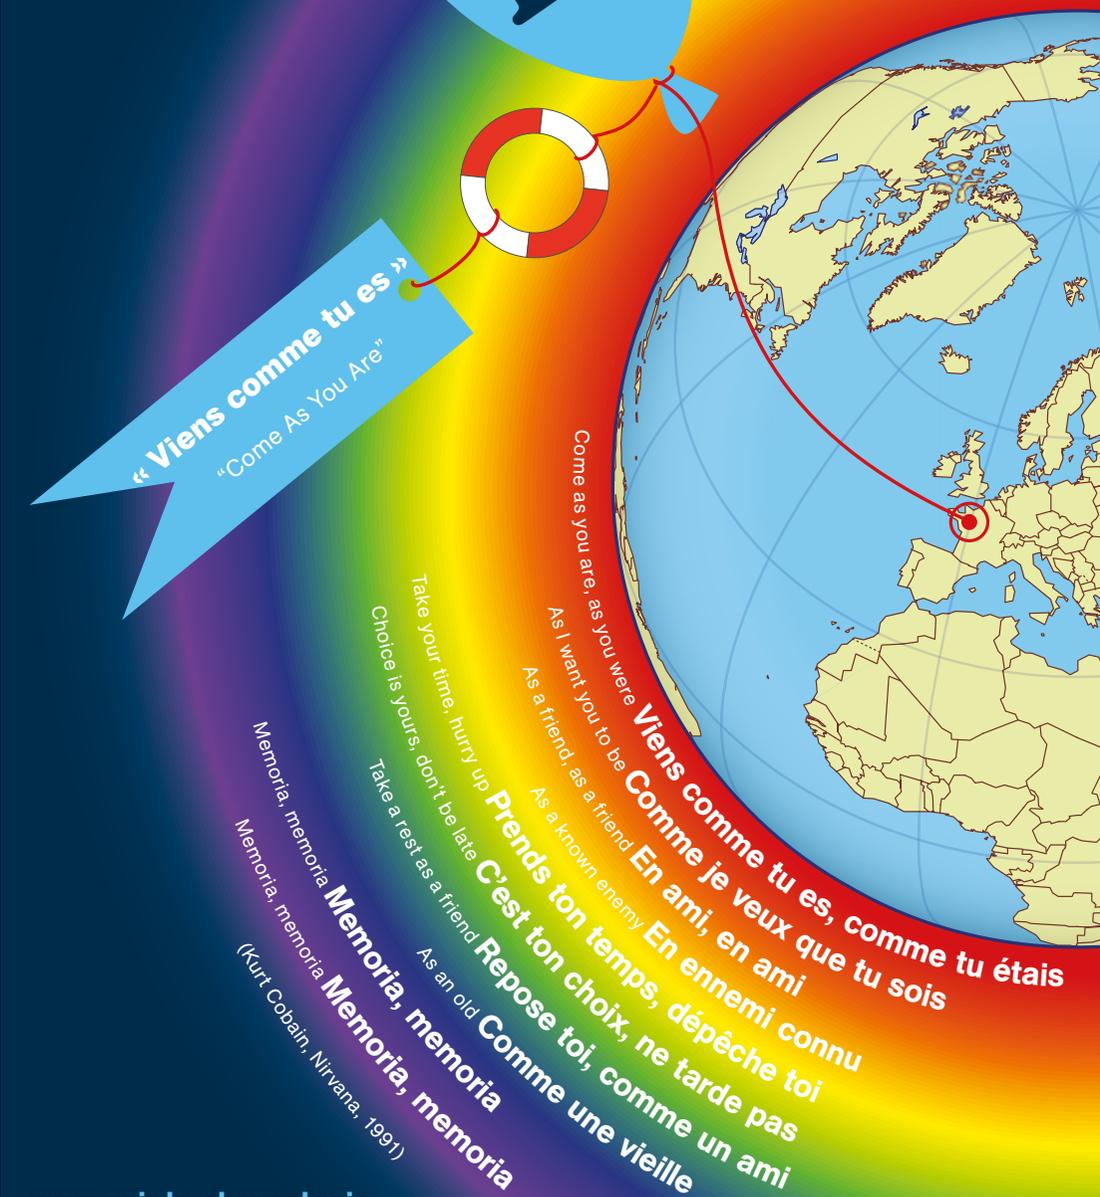 « Viens comme tu es »
“Come As You Are”
Come as you are, as you were Viens comme tu es, comme tu étais
As I want you to be Comme je veux que tu sois
As a friend, as a friend En ami, en ami
As a known enemy En ennemi connu
Take your time, hurry up Prends ton temps, dépêche toi
Choice is yours, don't be late C'est ton choix, ne tarde pas
Take a rest as a friend Repose toi, comme un ami
As an old Comme une vieille
Memoria, memoria Memoria, memoria
Memoria, memoria Memoria, memoria
(Kurt Cobain, Nirvana, 1991)